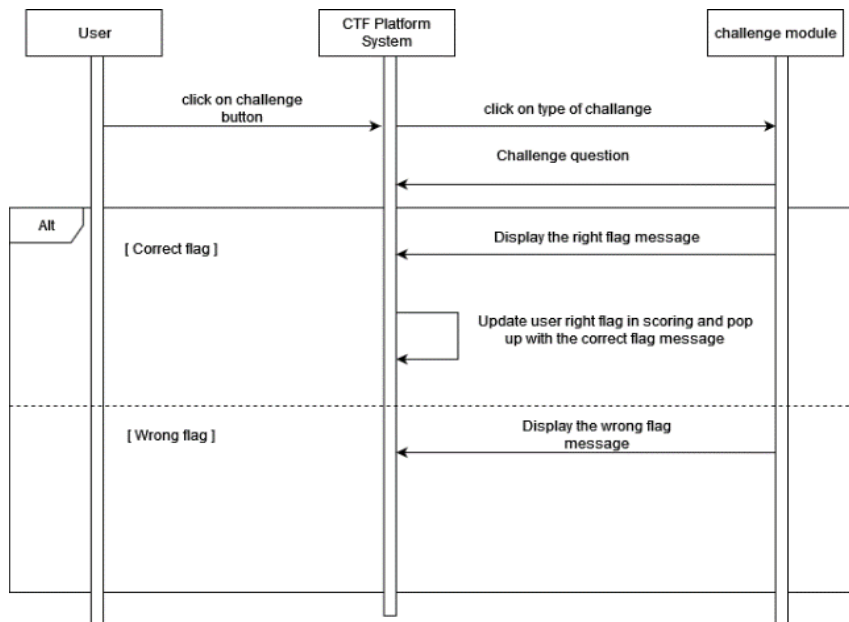 User
CTF Platform
System
challenge module
click on challenge
button
click on type of challange
Challenge question
Alt
[ Correct flag ]
Display the right flag message
Update user right flag in scoring and pop
up with the correct flag message
[ Wrong flag ]
Display the wrong flag
message